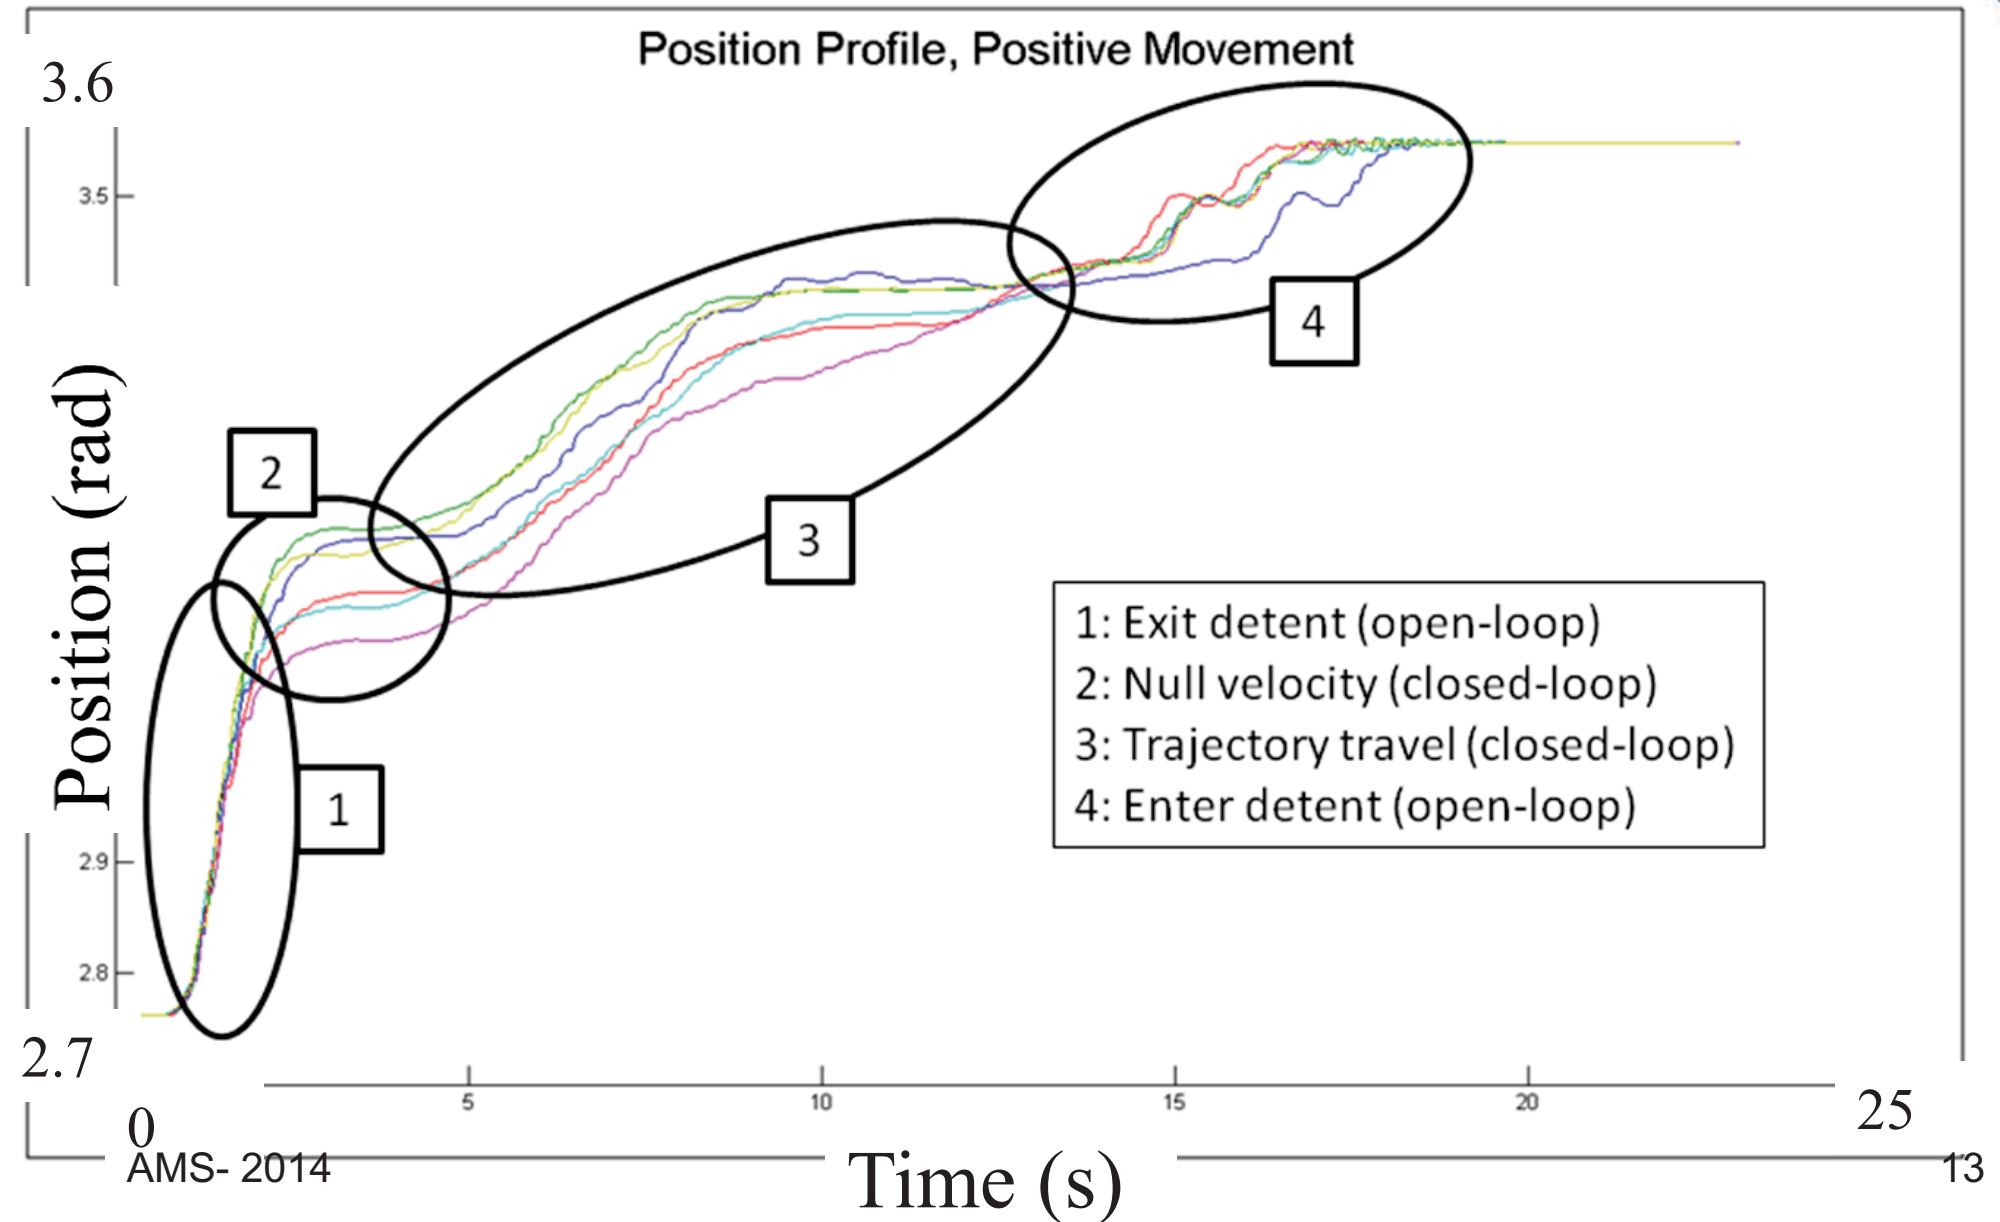 Position Profile, Positive Movement
3.6
3.5
Position (rad)
2
4
3
1
1: Exit detent (open-loop)
2: Null velocity (closed-loop)
3: Trajectory travel (closed-loop)
4: Enter detent (open-loop)
2.9
2.8
2.7
0
5
10
15
20
25
Time (s)
AMS- 2014
13